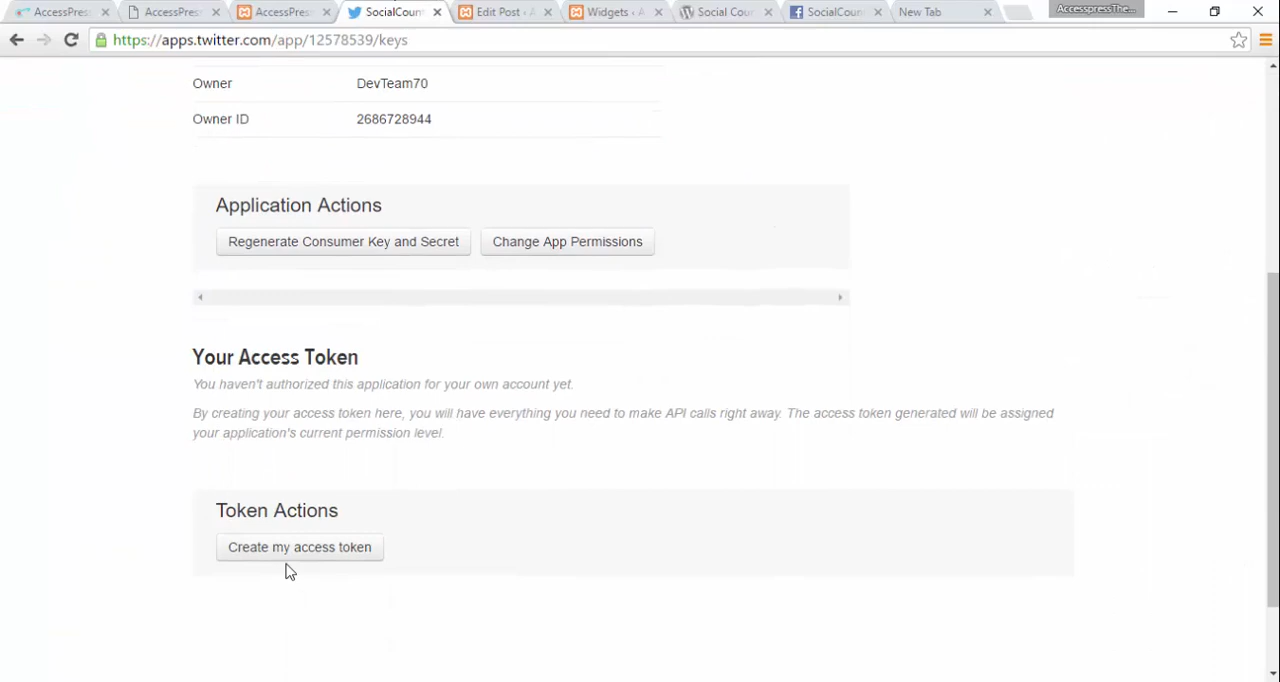 AccessPres
AccessPres
AccessPres
SocialCoun
Edit Post ‹ A
Widgets ‹ A
Social Cou
SocialCoun
New Tab
AccesspressThe...
https://apps.twitter.com/app/12578539/keys
Owner DevTeam70
Owner ID 2686728944
Application Actions
Regenerate Consumer Key and Secret Change App Permissions
Your Access Token
You haven't authorized this application for your own account yet.
By creating your access token here, you will have everything you need to make API calls right away. The access token generated will be assigned
your application's current permission level.
Token Actions
Create my access token